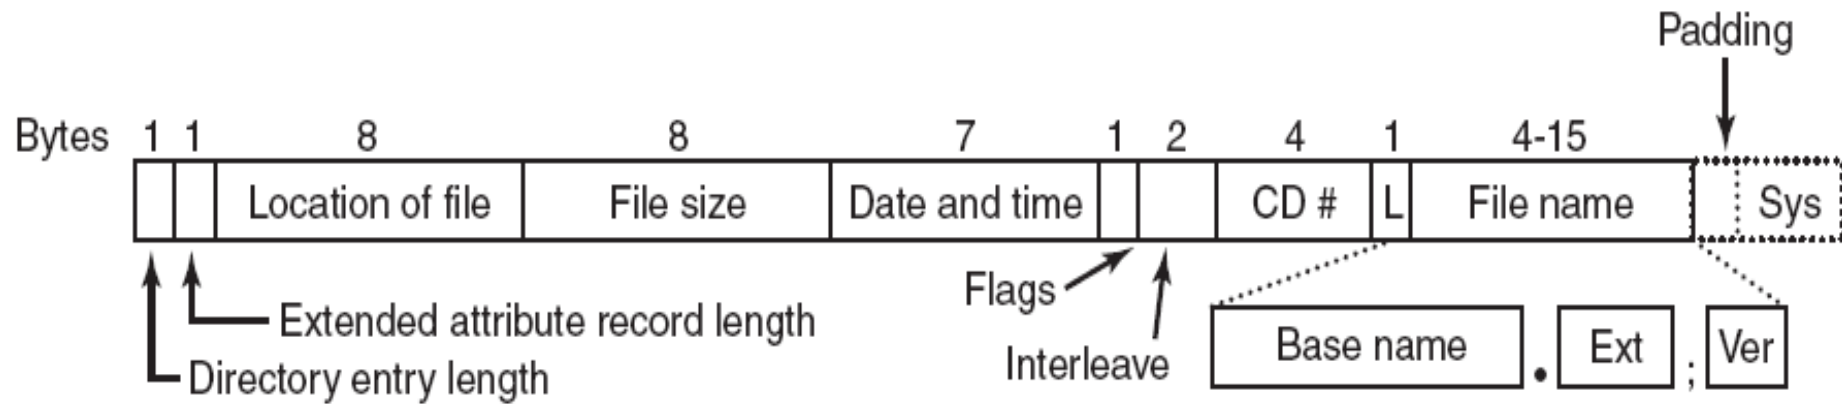 Padding
Bytes 1 1 8 8 7 1 2 4 1 4-15
Location of file File size Date and time CD # L File name Sys
Flags
Extended attribute record length
Interleave
Base name . Ext ; Ver
Directory entry length